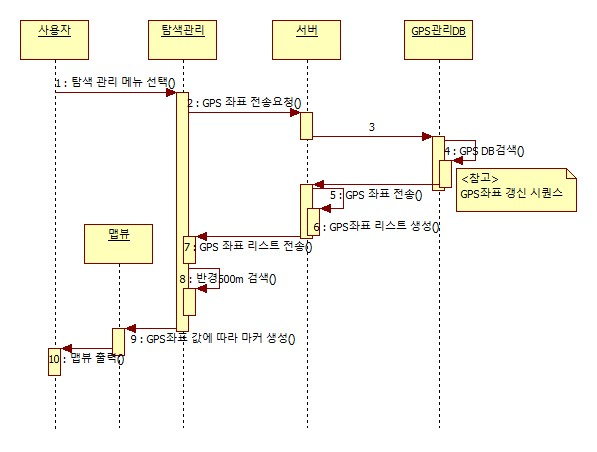 사용자
탐색관리
서버
GPS관리DB
1 : 탐색 관리 메뉴 선택()
2 : GPS 좌표 전송요청()
3
4 : GPS DB검색()
<참고>
GPS좌표 갱신 시퀀스
5 : GPS 좌표 전송()
6 : GPS좌표 리스트 생성()
맵뷰
7 : GPS 좌표 리스트 전송()
8 : 반경500m 검색()
9 : GPS좌표 값에 따라 마커 생성()
10 : 맵뷰 출력()